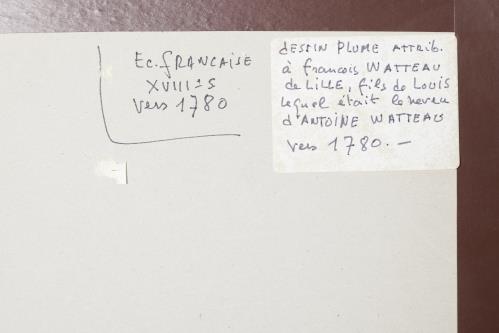 Ec. FRANCAISE
XVIII e S
vers 1780
DESSIN PLUME ATTRIB.
à François WATTEAU
de LILLE, fils de LOUIS
lequel était le neveu
d'ANTOINE WATTEAU
vers 1780. —